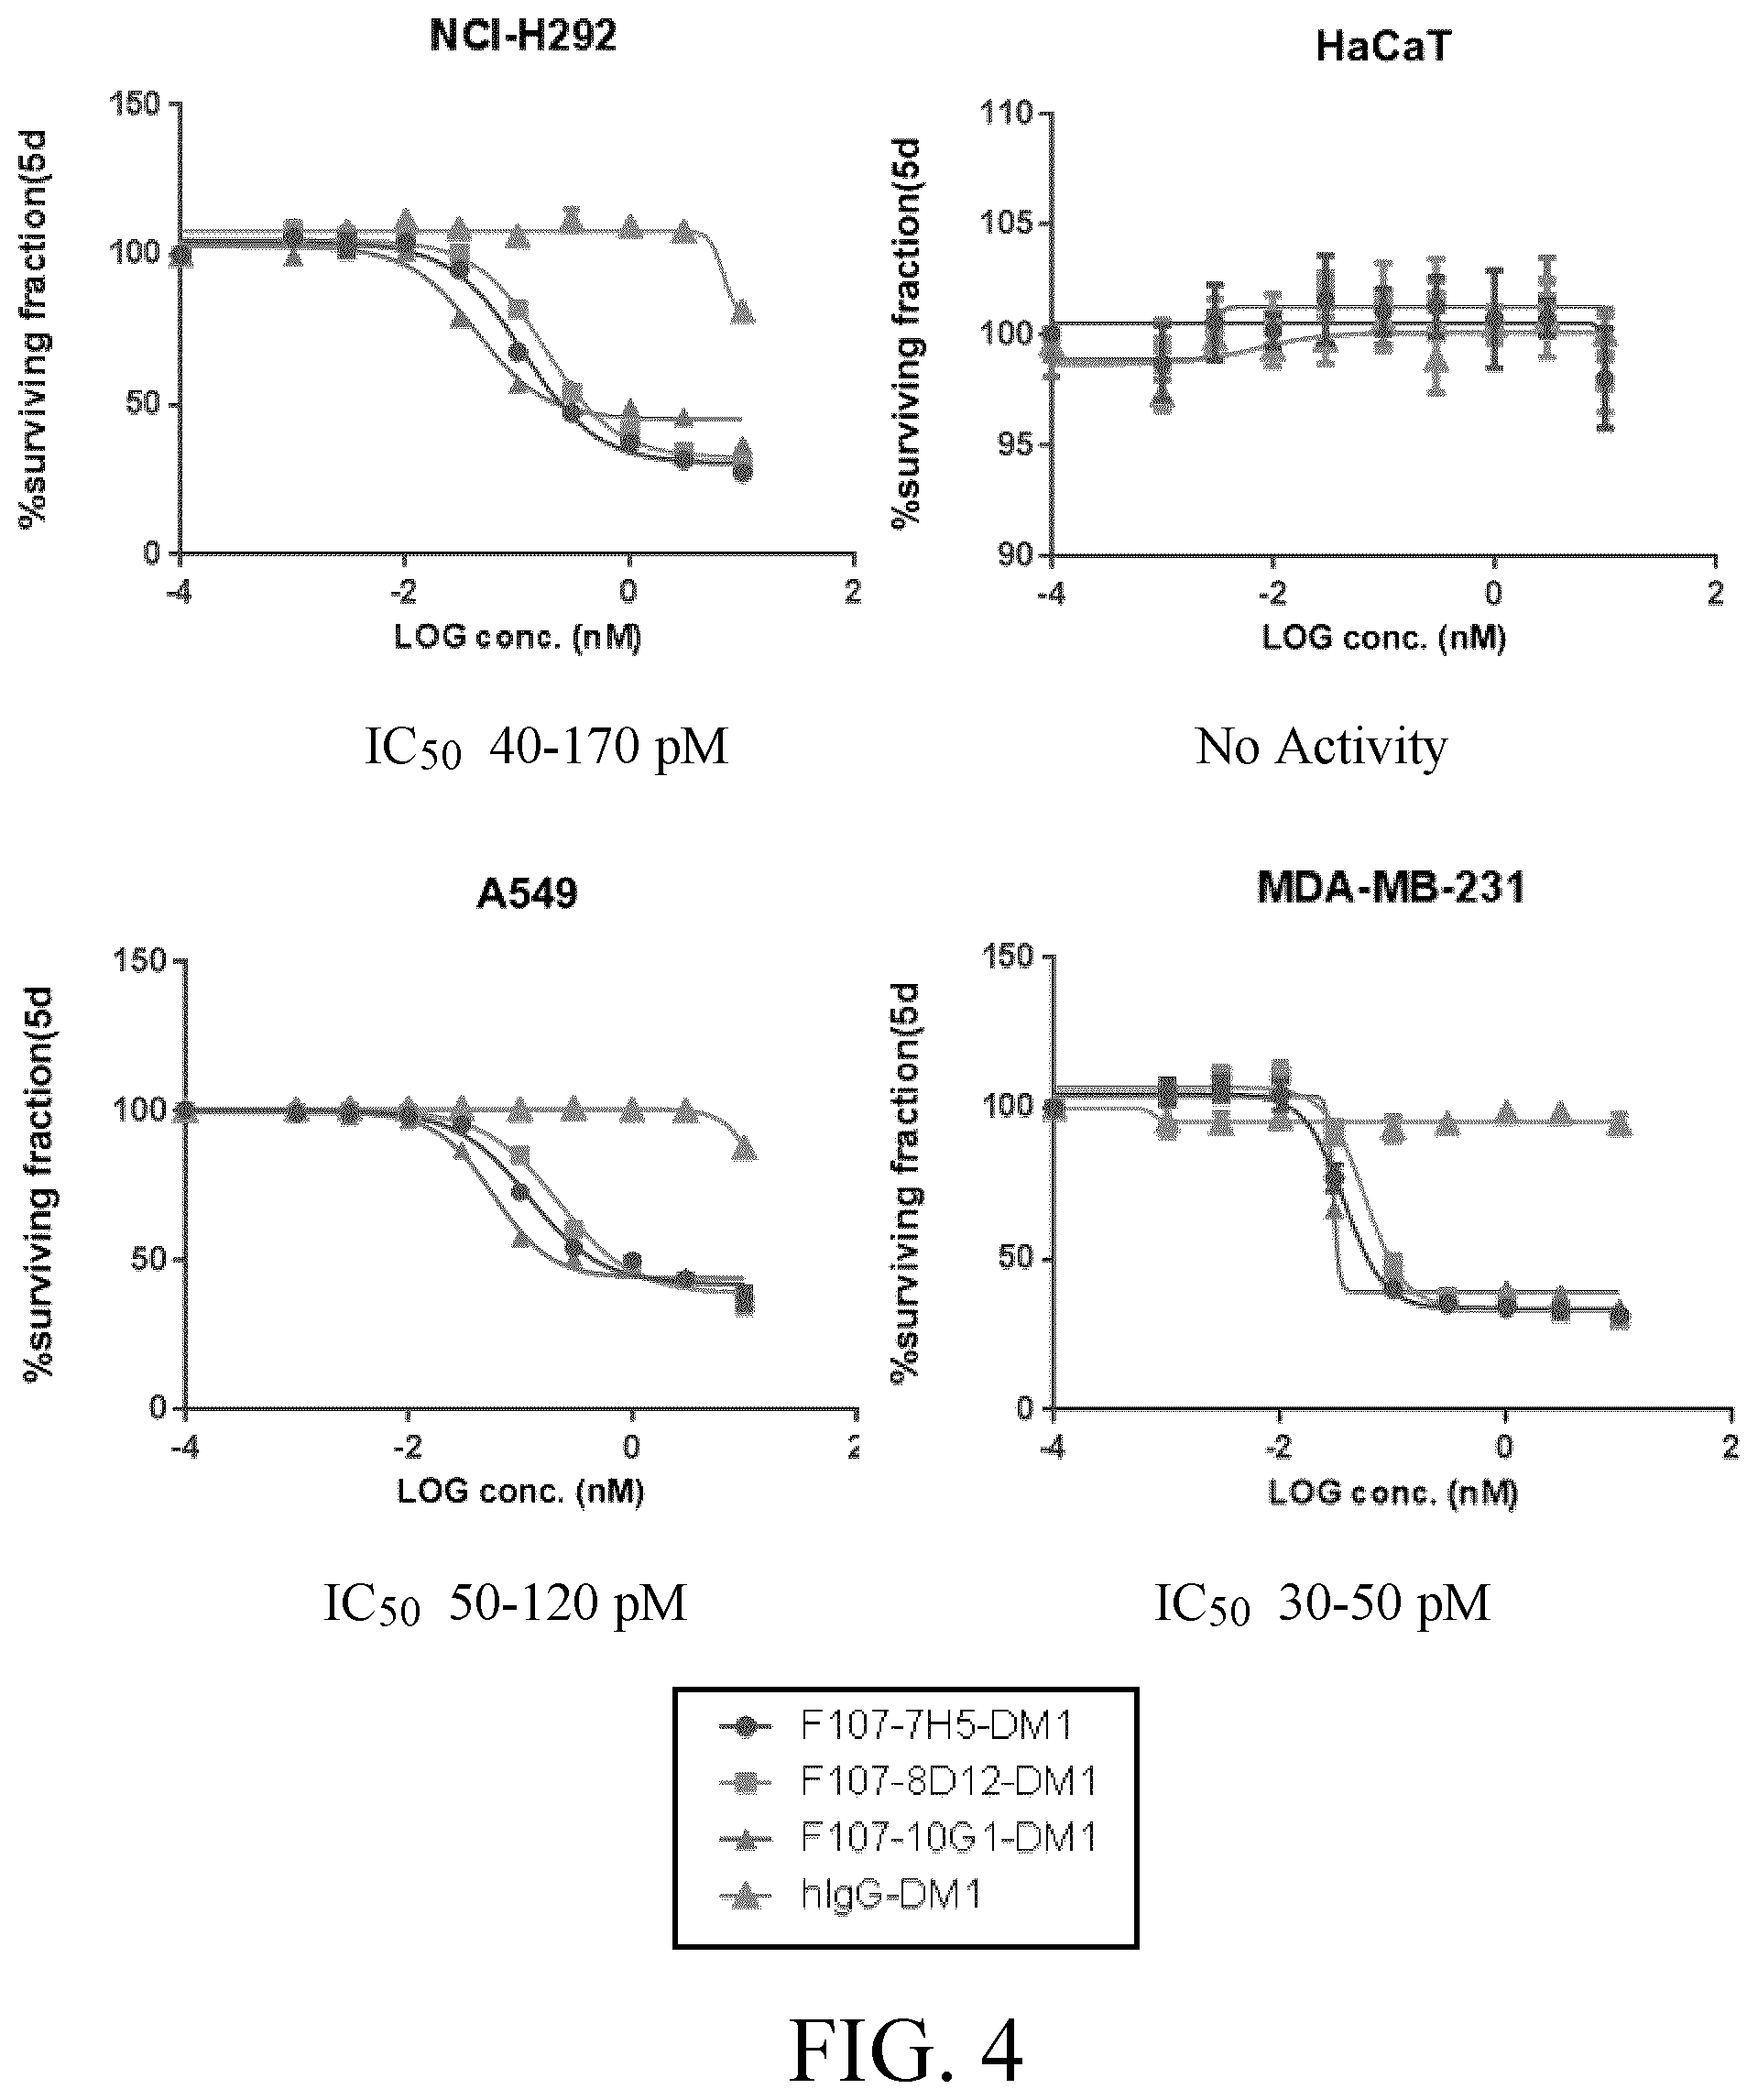 NCI-H292
%surviving fraction(5d
150
100
50
0
-4 -2 0 2
LOG conc. (nM)
IC50 40-170 pM
HaCaT
%surviving fraction(5d
110
105
100
95
90
-4 -2 0 2
LOG conc. (nM)
No Activity
A549
%surviving fraction(5d
150
100
50
0
-4 -2 0 2
LOG conc. (nM)
IC50 50-120 pM
MDA-MB-231
%surviving fraction(5d
150
100
50
0
-4 -2 0 2
LOG conc. (nM)
IC50 30-50 pM
F107-7H5-DM1
F107-8D12-DM1
F107-10G1-DM1
hIgG-DM1
FIG. 4